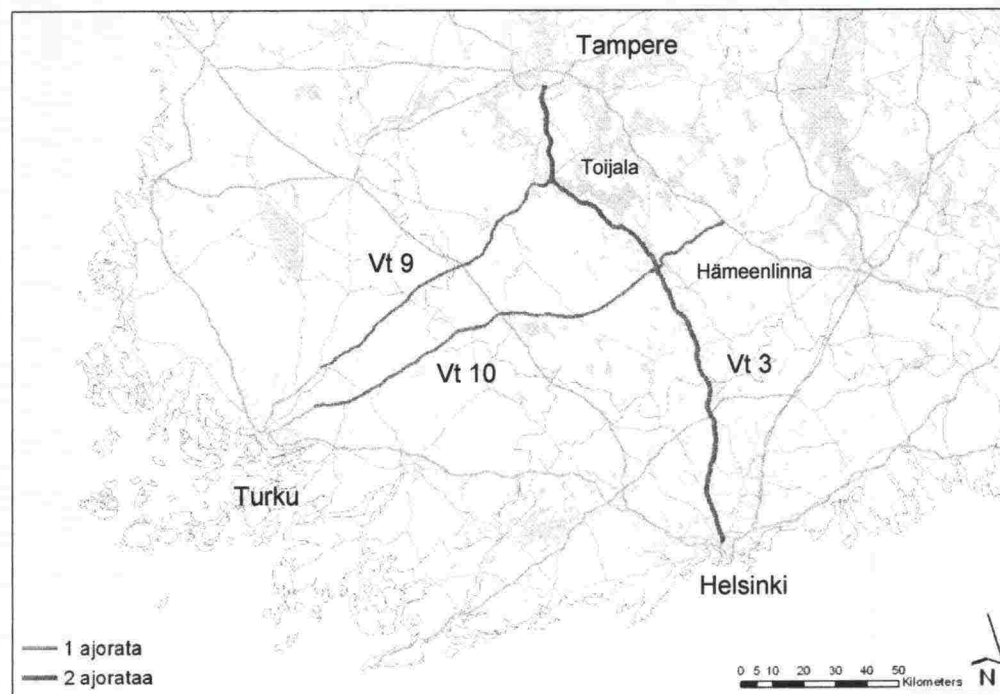 Tampere
Toijala
Vt 9
Hämeenlinna
Vt 10
Vt 3
Turku
Helsinki
1 ajorata
2 ajorataa
0 5 10 20 30 40 50
Kilometers
N